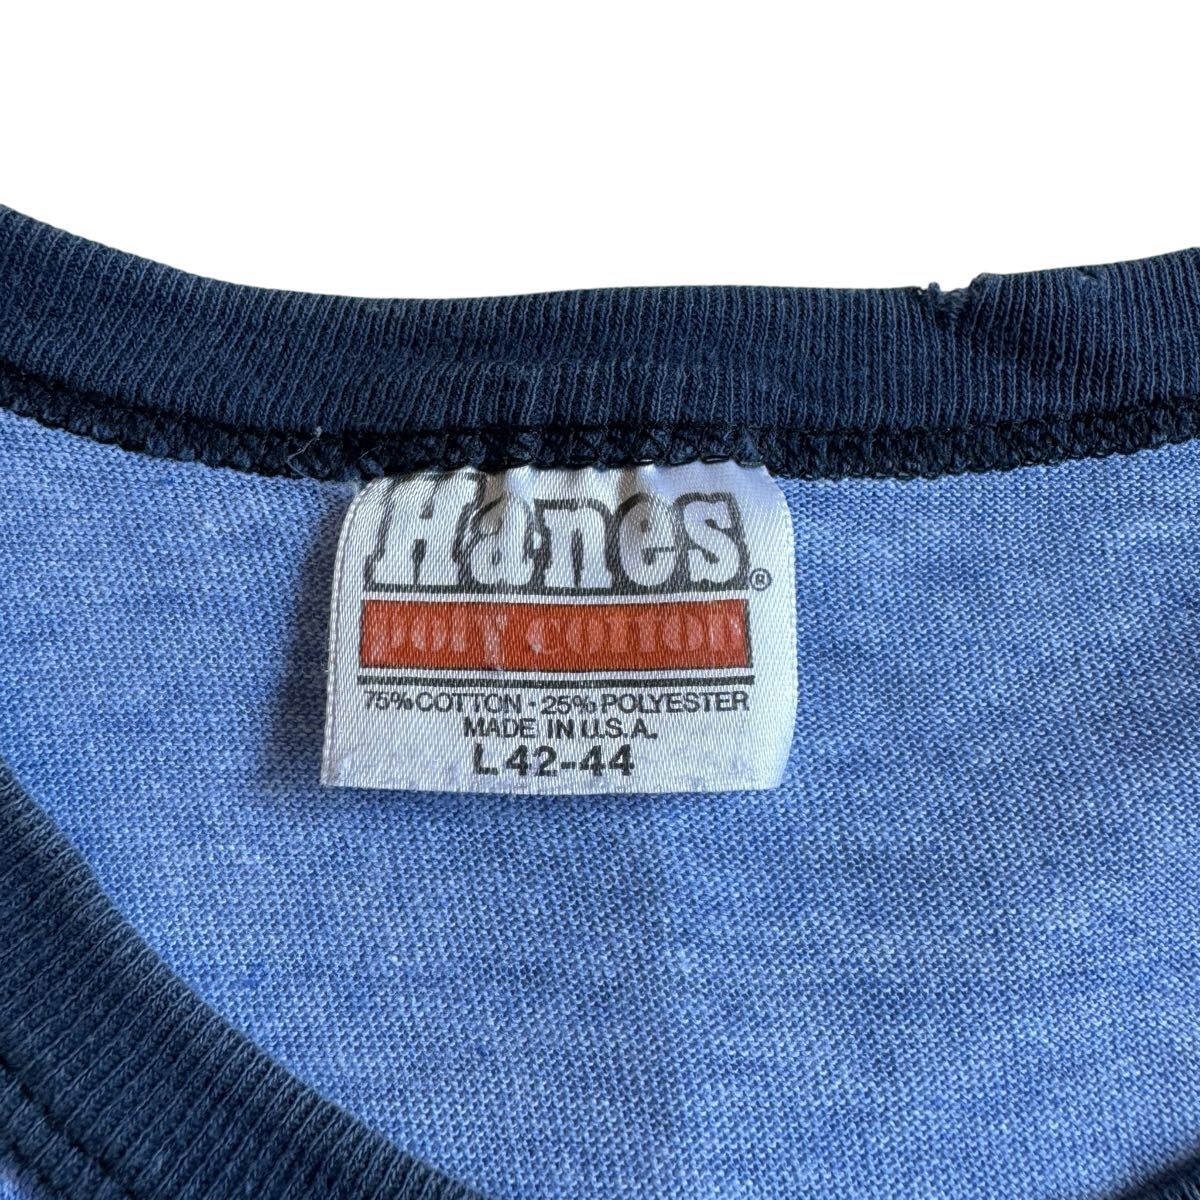 Hanes®
poly cotton
75% COTTON · 25% POLYESTER
MADE IN U.S.A.
L 42-44